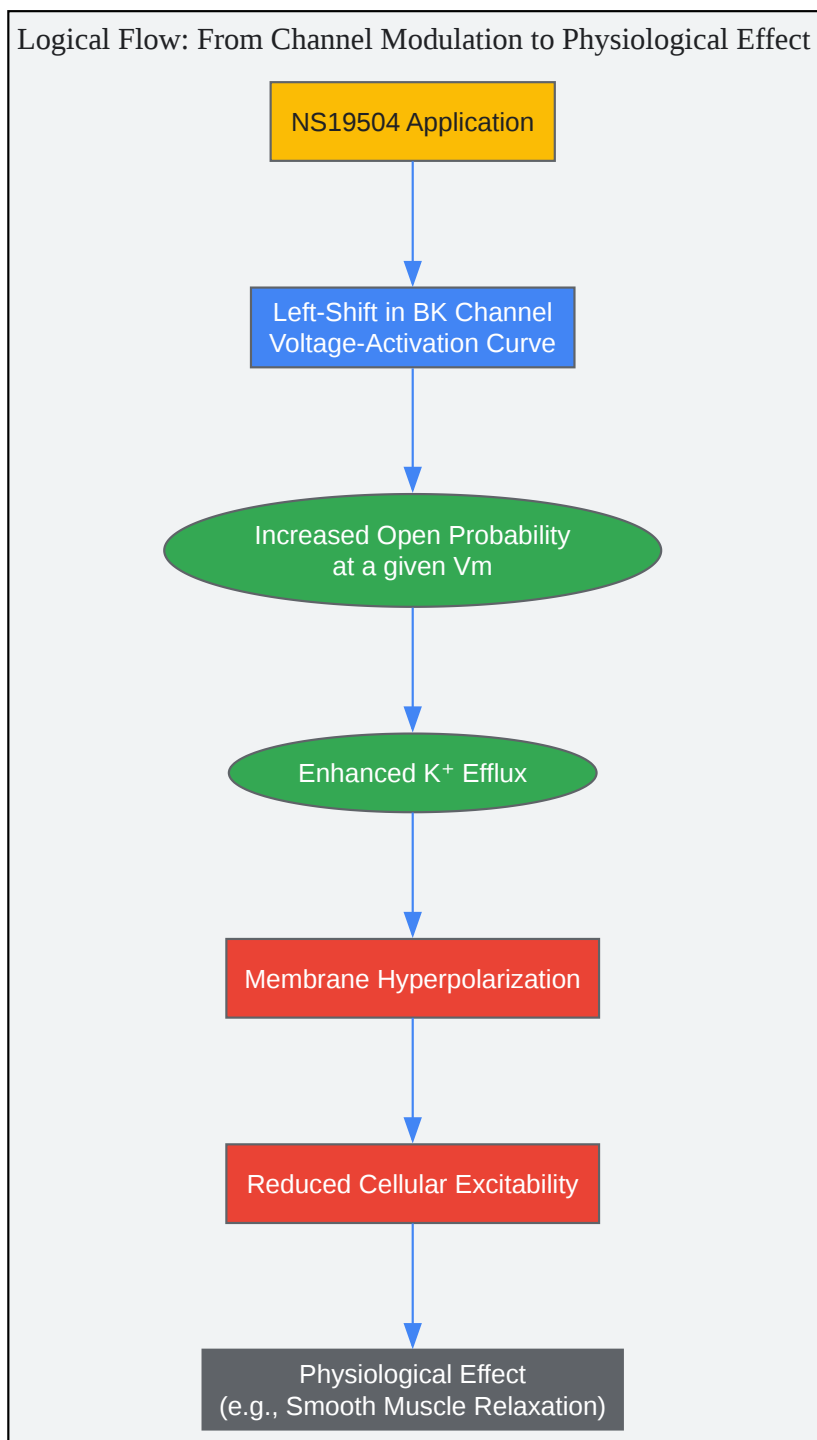 Logical Flow: From Channel Modulation to Physiological Effect
NS19504 Application
Left-Shift in BK Channel
Voltage-Activation Curve
Increased Open Probability
at a given Vm
Enhanced K⁺ Efflux
Membrane Hyperpolarization
Reduced Cellular Excitability
Physiological Effect
(e.g., Smooth Muscle Relaxation)